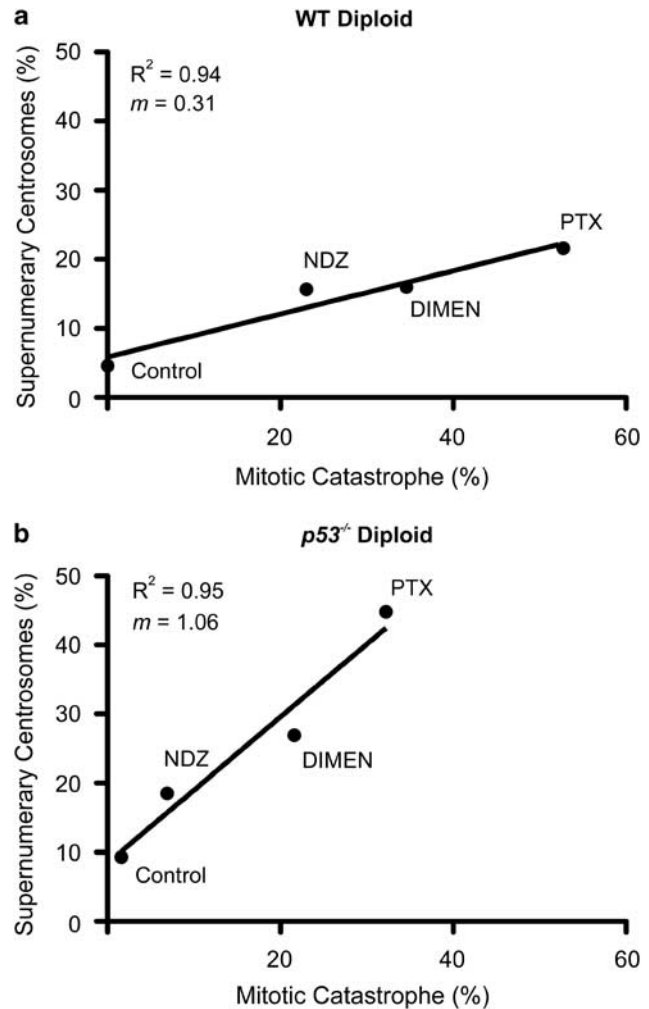 a
WT Diploid
Supernumerary Centrosomes (%)
50
40
30
20
10
0
R² = 0.94
m = 0.31
PTX
NDZ
DIMEN
Control
20
40
60
Mitotic Catastrophe (%)
b
p53⁻/⁻ Diploid
Supernumerary Centrosomes (%)
50
40
30
20
10
0
R² = 0.95
m = 1.06
PTX
NDZ
DIMEN
Control
20
40
60
Mitotic Catastrophe (%)